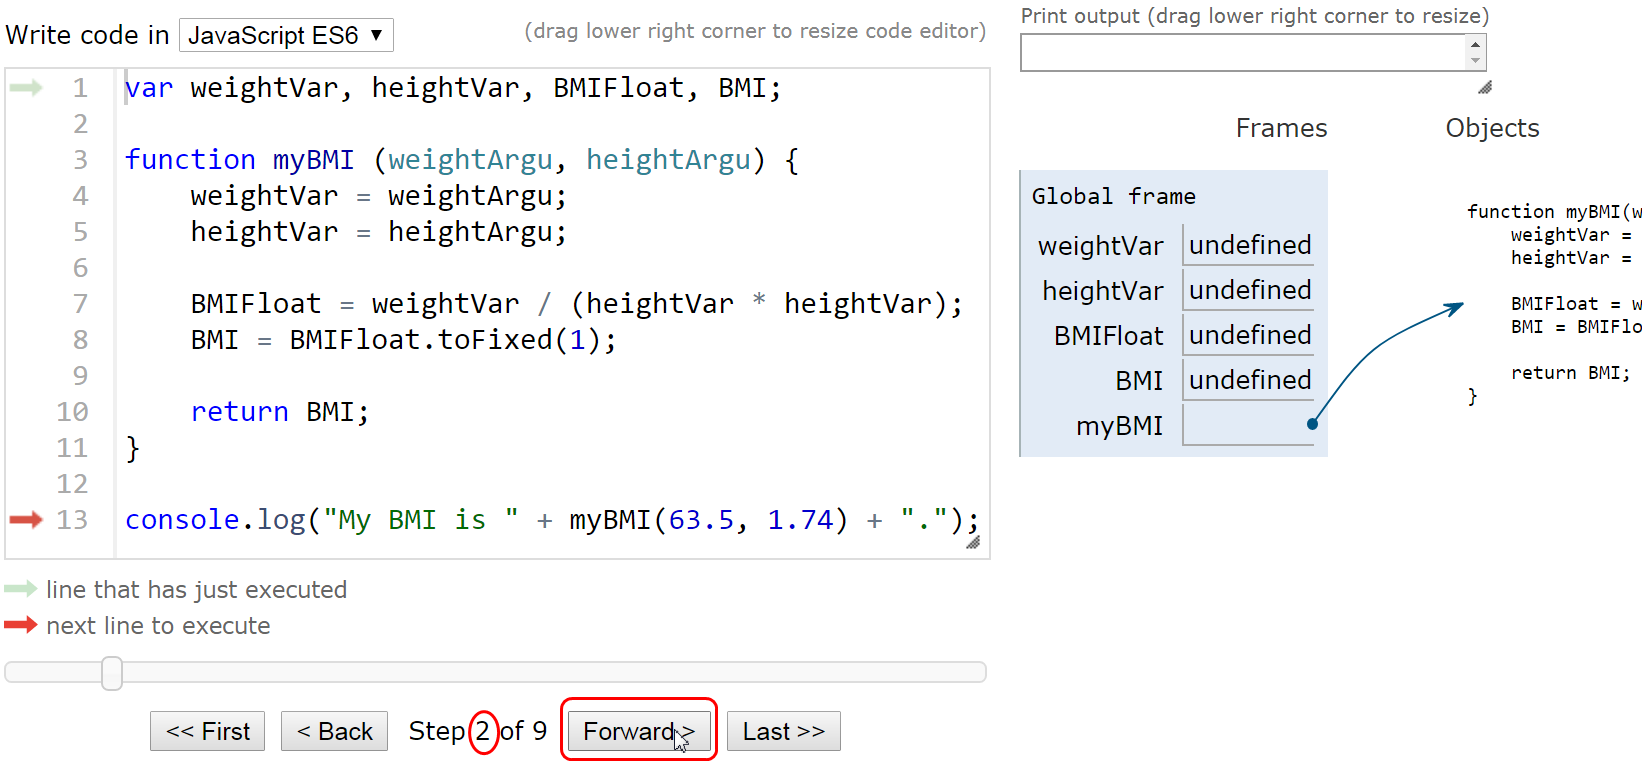 Write code in JavaScript ES6 ▼
(drag lower right corner to resize code editor)
1 var weightVar, heightVar, BMIFloat, BMI;
2
3 function myBMI (weightArgu, heightArgu) {
4     weightVar = weightArgu;
5     heightVar = heightArgu;
6
7     BMIFloat = weightVar / (heightVar * heightVar);
8     BMI = BMIFloat.toFixed(1);
9
10     return BMI;
11 }
12
13 console.log("My BMI is " + myBMI(63.5, 1.74) + ".");
line that has just executed
next line to execute
<< First < Back Step 2 of 9 Forward > Last >>
Print output (drag lower right corner to resize)
Frames Objects
Global frame
weightVar undefined
heightVar undefined
BMIFloat undefined
BMI undefined
myBMI
function myBMI(w
    weightVar =
    heightVar =
    BMIFloat = w
    BMI = BMIFlo
    return BMI;
}